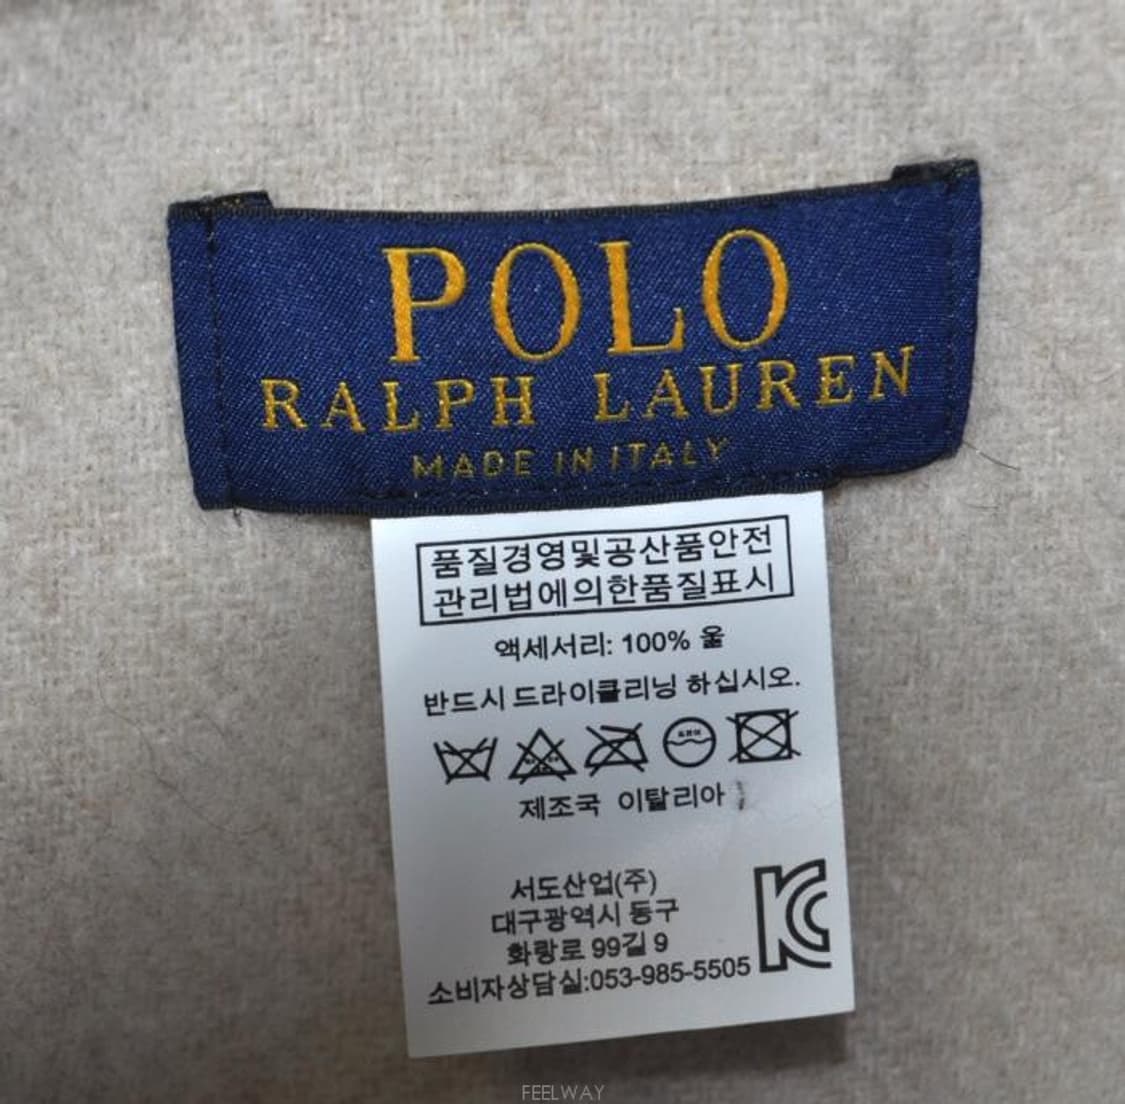 POLO
RALPH LAUREN
MADE IN ITALY
품질경영및공산품안전
관리법에의한품질표시
액세서리: 100% 울
반드시 드라이클리닝 하십시오.
제조국 이탈리아
서도산업(주)
대구광역시 동구
화랑로 99길 9
소비자상담실:053-985-5505
FEELWAY